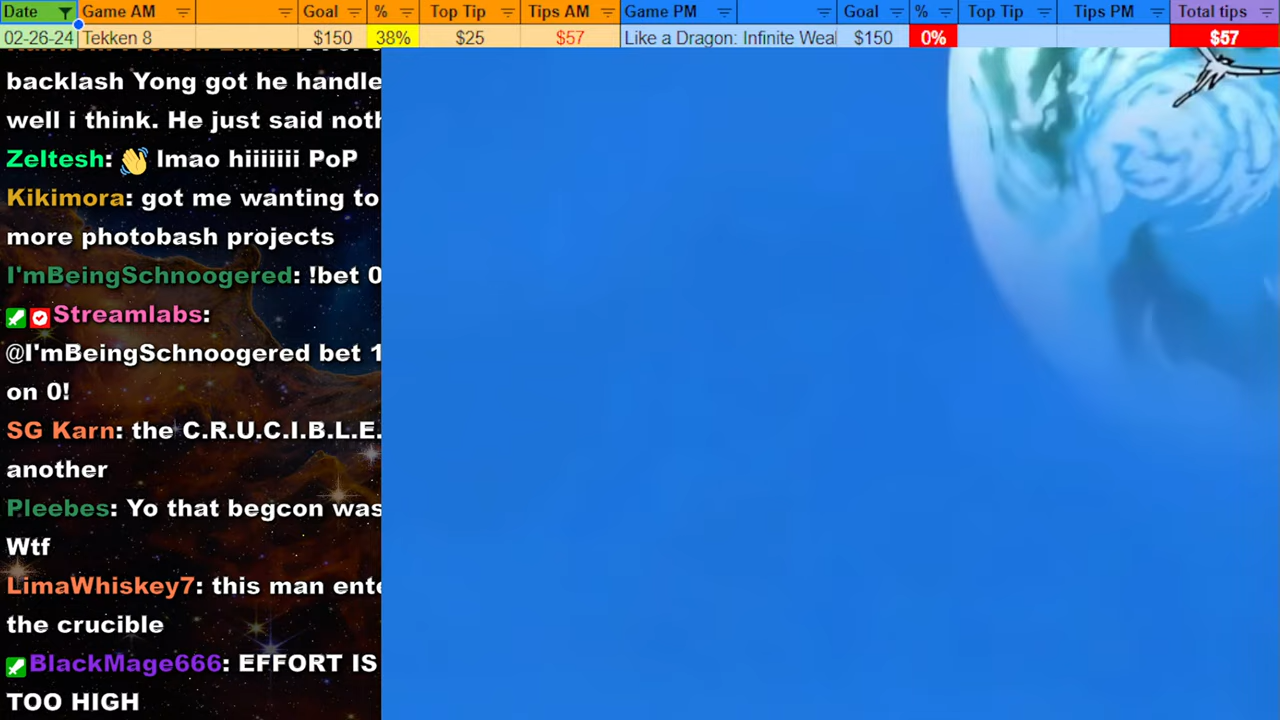 Date Game AM Goal % Top Tip Tips AM Game PM Goal % Top Tip Tips PM Total tips
02-26-24 Tekken 8 $150 38% $25 $57 Like a Dragon: Infinite Weal $150 0% $57
backlash Yong got he handle
well i think. He just said noth
Zeltesh: 👋 lmao hiiiiiii PoP
Kikimora: got me wanting to
more photobash projects
I'mBeingSchnoogered: !bet 0
Streamlabs:
@I'mBeingSchnoogered bet 1
on 0!
SG Karn: the C.R.U.C.I.B.L.E.
another
Pleebes: Yo that begcon was
Wtf
LimaWhiskey7: this man ente
the crucible
BlackMage666: EFFORT IS
TOO HIGH